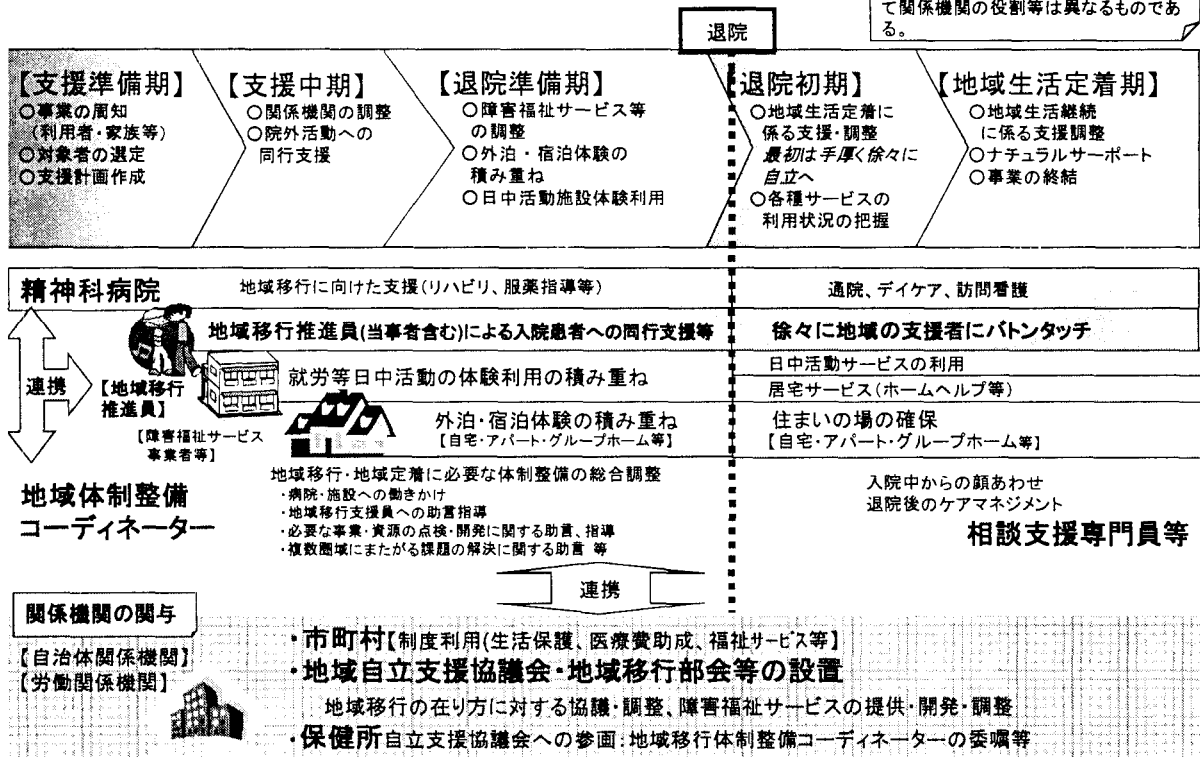 て関係機関の役割等は異なるものであ
る。
退院
【支援準備期】
○事業の周知
(利用者・家族等)
○対象者の選定
○支援計画作成
【支援中期】
○関係機関の調整
○院外活動への
同行支援
【退院準備期】
○障害福祉サービス等
の調整
○外泊・宿泊体験の
積み重ね
○日中活動施設体験利用
【退院初期】
○地域生活定着に
係る支援・調整
最初は手厚く徐々に
自立へ
○各種サービスの
利用状況の把握
【地域生活定着期】
○地域生活継続
に係る支援調整
○ナチュラルサーポート
○事業の終結
精神科病院
地域移行に向けた支援(リハビリ、服薬指導等)
通院、デイケア、訪問看護
地域移行推進員(当事者含む)による入院患者への同行支援等
徐々に地域の支援者にバトンタッチ
連携
【地域移行
推進員】
【障害福祉サービス
事業者等】
就労等日中活動の体験利用の積み重ね
日中活動サービスの利用
居宅サービス(ホームヘルプ等)
外泊・宿泊体験の積み重ね
【自宅・アパート・グループホーム等】
住まいの場の確保
【自宅・アパート・グループホーム等】
地域体制整備
コーディネーター
地域移行・地域定着に必要な体制整備の総合調整
・病院・施設への働きかけ
・地域移行支援員への助言指導
・必要な事業・資源の点検・開発に関する助言、指導
・複数圏域にまたがる課題の解決に関する助言 等
入院中からの顔あわせ
退院後のケアマネジメント
相談支援専門員等
連携
関係機関の関与
【自治体関係機関】
【労働関係機関】
・市町村【制度利用(生活保護、医療費助成、福祉サービス等】
・地域自立支援協議会・地域移行部会等の設置
地域移行の在り方に対する協議・調整、障害福祉サービスの提供・開発・調整
・保健所自立支援協議会への参画:地域移行体制整備コーディネーターの委嘱等